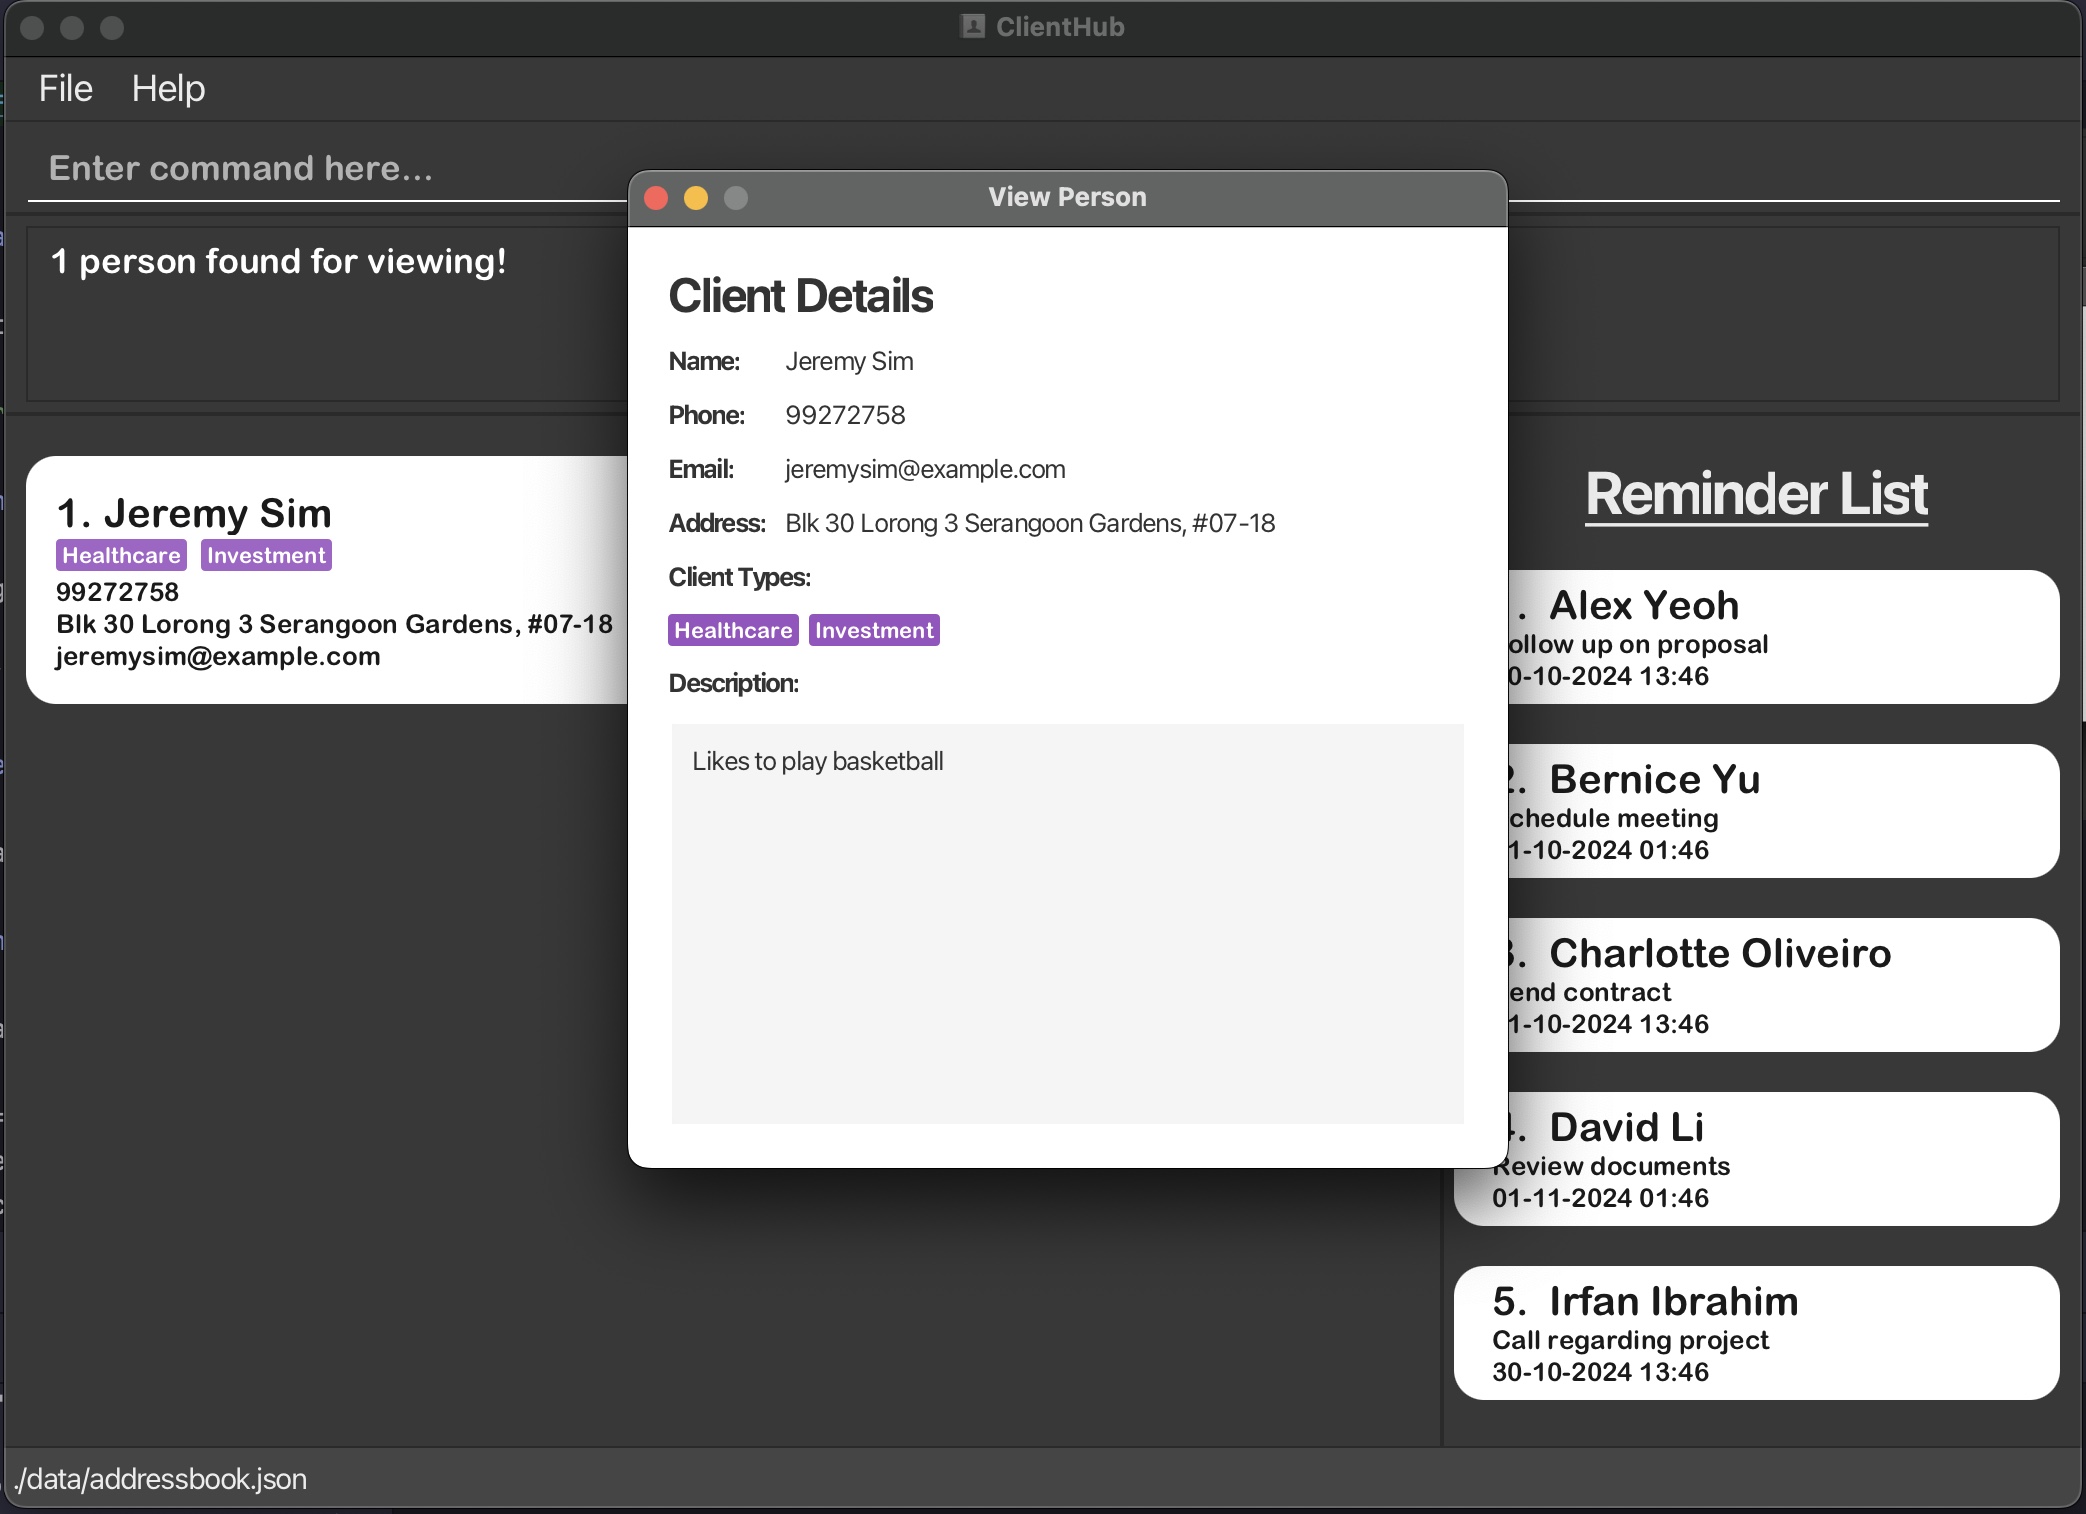 ClientHub
File Help
Enter command here...
1 person found for viewing!
1. Jeremy Sim
Healthcare Investment
99272758
Blk 30 Lorong 3 Serangoon Gardens, #07-18
jeremysim@example.com
View Person
Client Details
Name: Jeremy Sim
Phone: 99272758
Email: jeremysim@example.com
Address: Blk 30 Lorong 3 Serangoon Gardens, #07-18
Client Types:
Healthcare Investment
Description:
Likes to play basketball
Reminder List
. Alex Yeoh
ollow up on proposal
0-10-2024 13:46
2. Bernice Yu
chedule meeting
1-10-2024 01:46
3. Charlotte Oliveiro
end contract
1-10-2024 13:46
4. David Li
Review documents
01-11-2024 01:46
5. Irfan Ibrahim
Call regarding project
30-10-2024 13:46
./data/addressbook.json